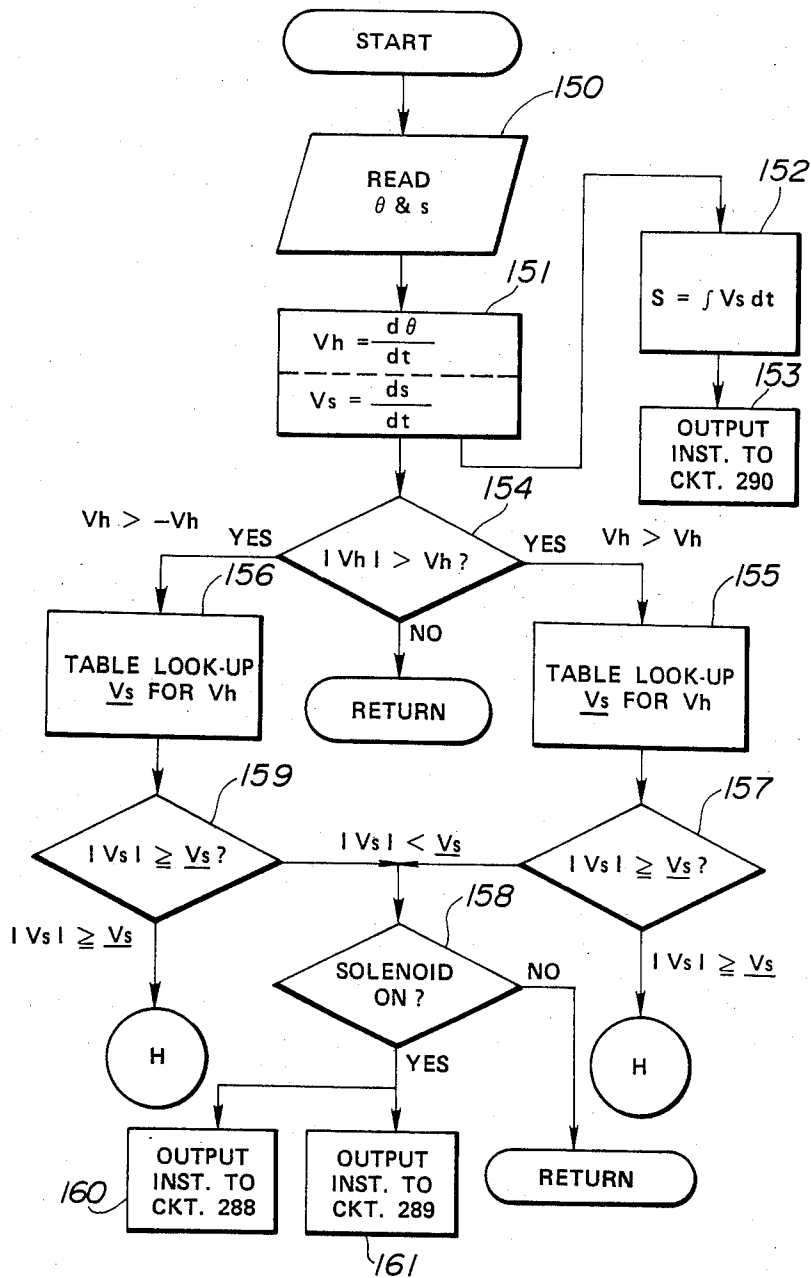 START
150
READ
θ & s
151
Vh = dθ
dt
Vs = ds
dt
152
S = ∫ Vs dt
153
OUTPUT
INST. TO
CKT. 290
154
Vh > -Vh
YES
| Vh | > Vh ?
YES
Vh > Vh
NO
RETURN
156
TABLE LOOK-UP
Vs FOR Vh
155
TABLE LOOK-UP
Vs FOR Vh
159
| Vs | ≧ Vs ?
| Vs | < Vs
157
| Vs | ≧ Vs ?
| Vs | ≧ Vs
H
158
SOLENOID
ON ?
NO
YES
| Vs | ≧ Vs
H
160
OUTPUT
INST. TO
CKT. 288
OUTPUT
INST. TO
CKT. 289
161
RETURN